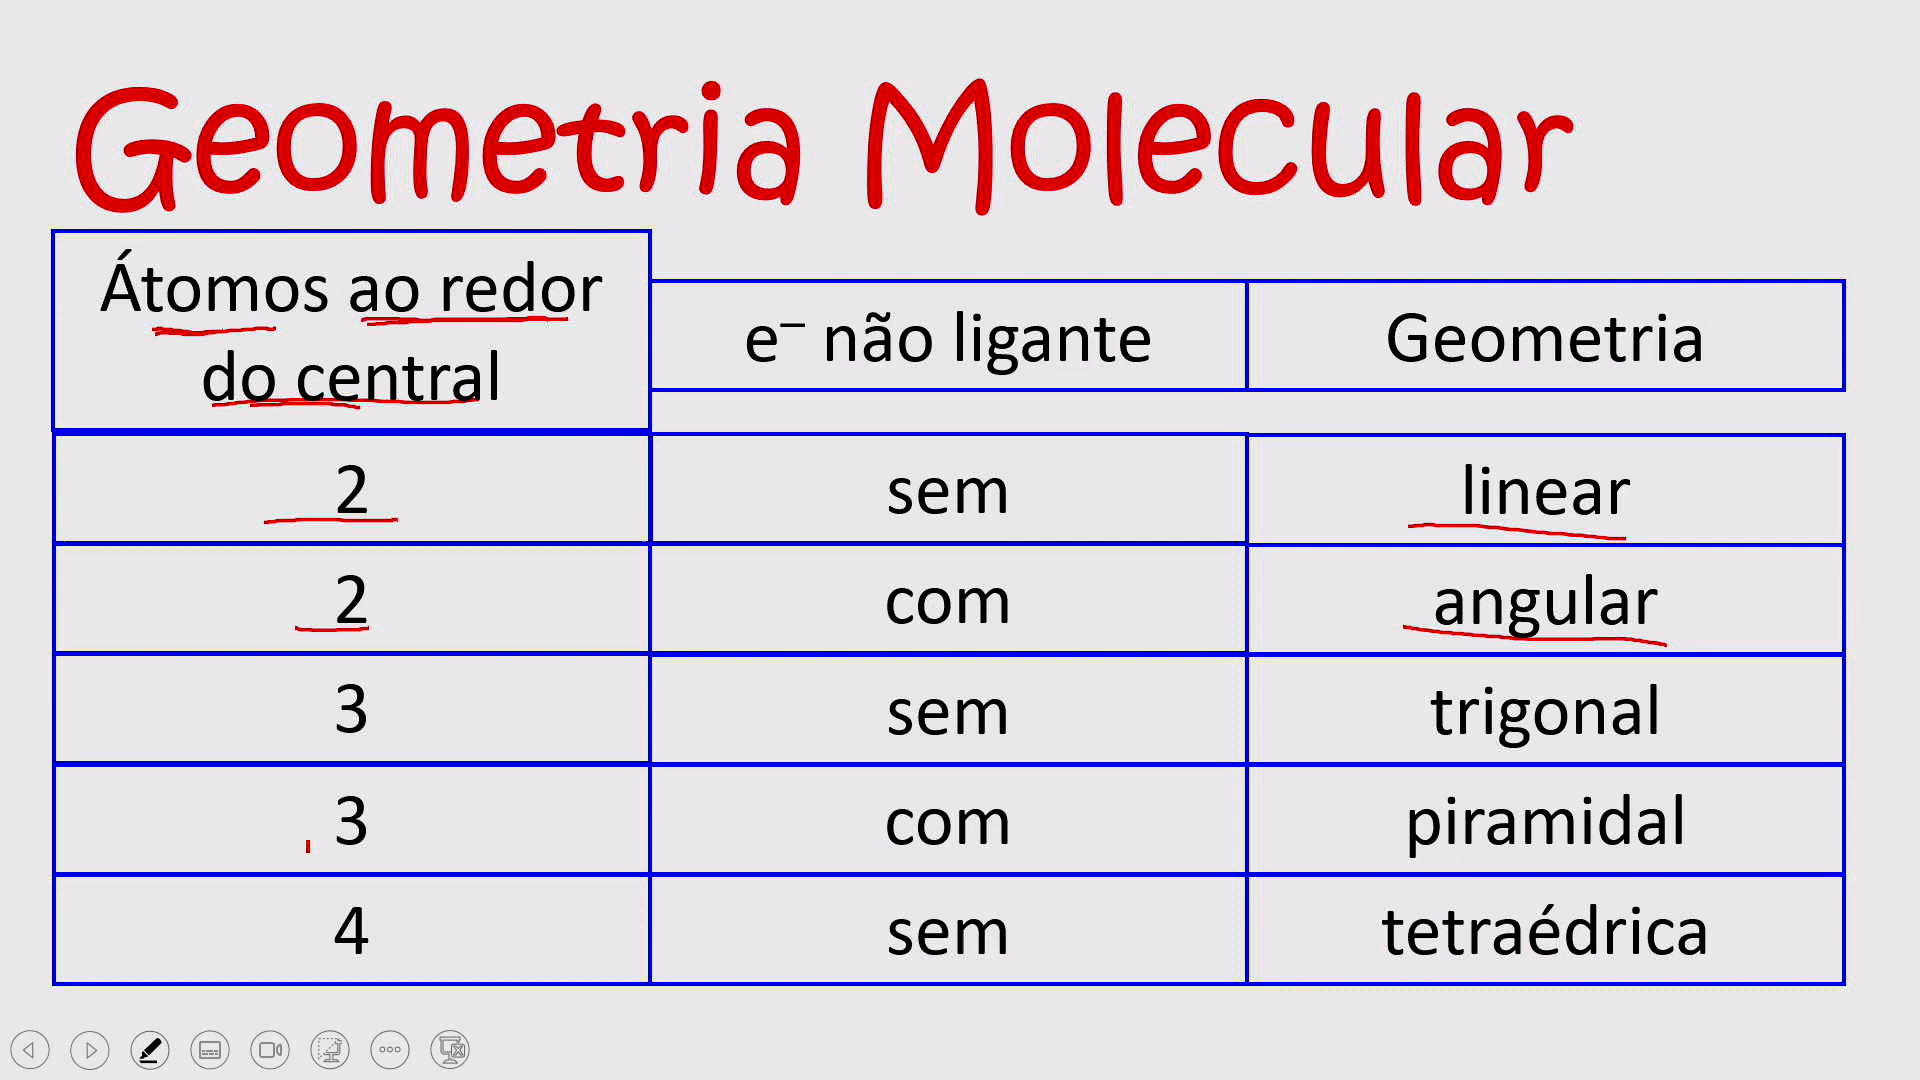 Geometria Molecular
Átomos ao redor
do central
e⁻ não ligante
Geometria
2 sem linear
2 com angular
3 sem trigonal
3 com piramidal
4 sem tetraédrica